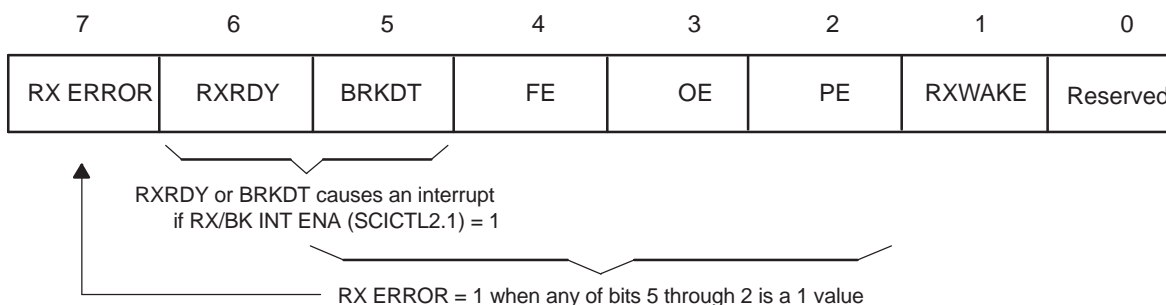 7 6 5 4 3 2 1 0
RX ERROR RXRDY BRKDT FE OE PE RXWAKE Reserved
RXRDY or BRKDT causes an interrupt
if RX/BK INT ENA (SCICTL2.1) = 1
RX ERROR = 1 when any of bits 5 through 2 is a 1 value